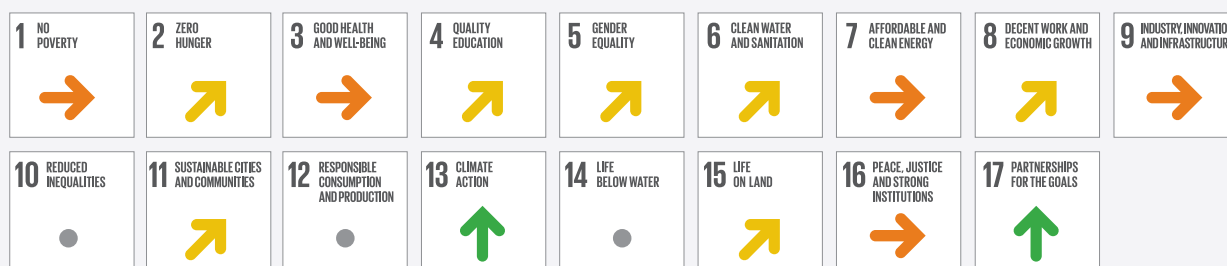 1 NO
POVERTY
2 ZERO
HUNGER
3 GOOD HEALTH
AND WELL-BEING
4 QUALITY
EDUCATION
5 GENDER
EQUALITY
6 CLEAN WATER
AND SANITATION
7 AFFORDABLE AND
CLEAN ENERGY
8 DECENT WORK AND
ECONOMIC GROWTH
9 INDUSTRY, INNOVATIO
AND INFRASTRUCTUR
10 REDUCED
INEQUALITIES
11 SUSTAINABLE CITIES
AND COMMUNITIES
12 RESPONSIBLE
CONSUMPTION
AND PRODUCTION
13 CLIMATE
ACTION
14 LIFE
BELOW WATER
15 LIFE
ON LAND
16 PEACE, JUSTICE
AND STRONG
INSTITUTIONS
17 PARTNERSHIPS
FOR THE GOALS